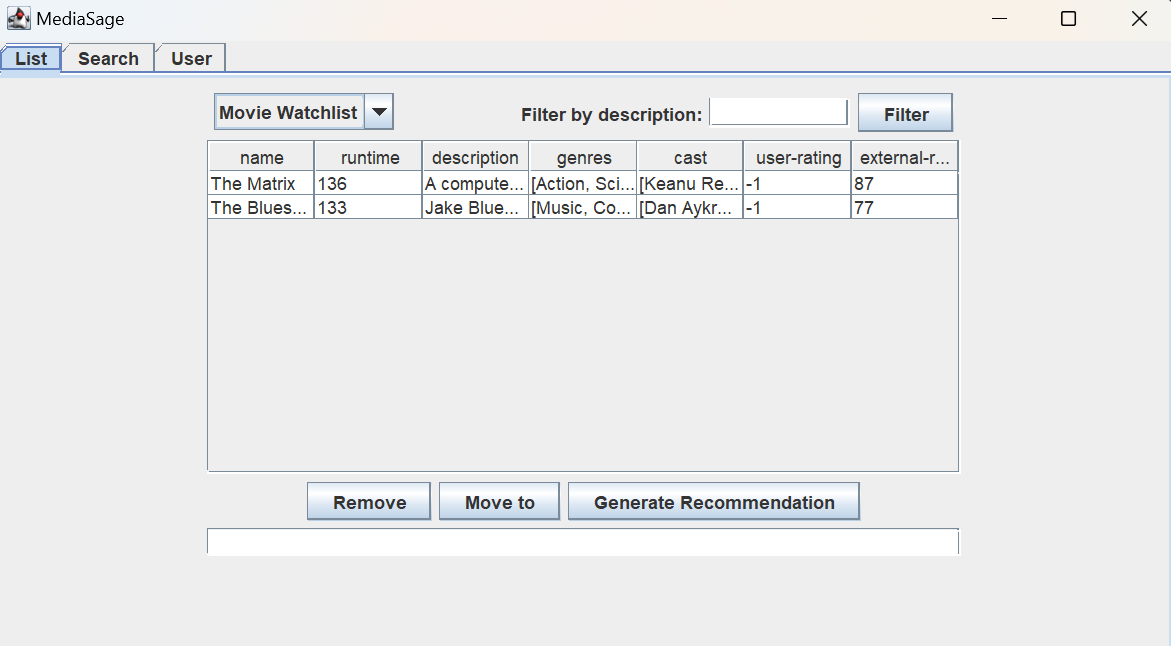 MediaSage
List Search User
Movie Watchlist Filter by description: Filter
name runtime description genres cast user-rating external-r...
The Matrix 136 A compute... [Action, Sci... [Keanu Re... -1 87
The Blues... 133 Jake Blue... [Music, Co... [Dan Aykr... -1 77
Remove Move to Generate Recommendation